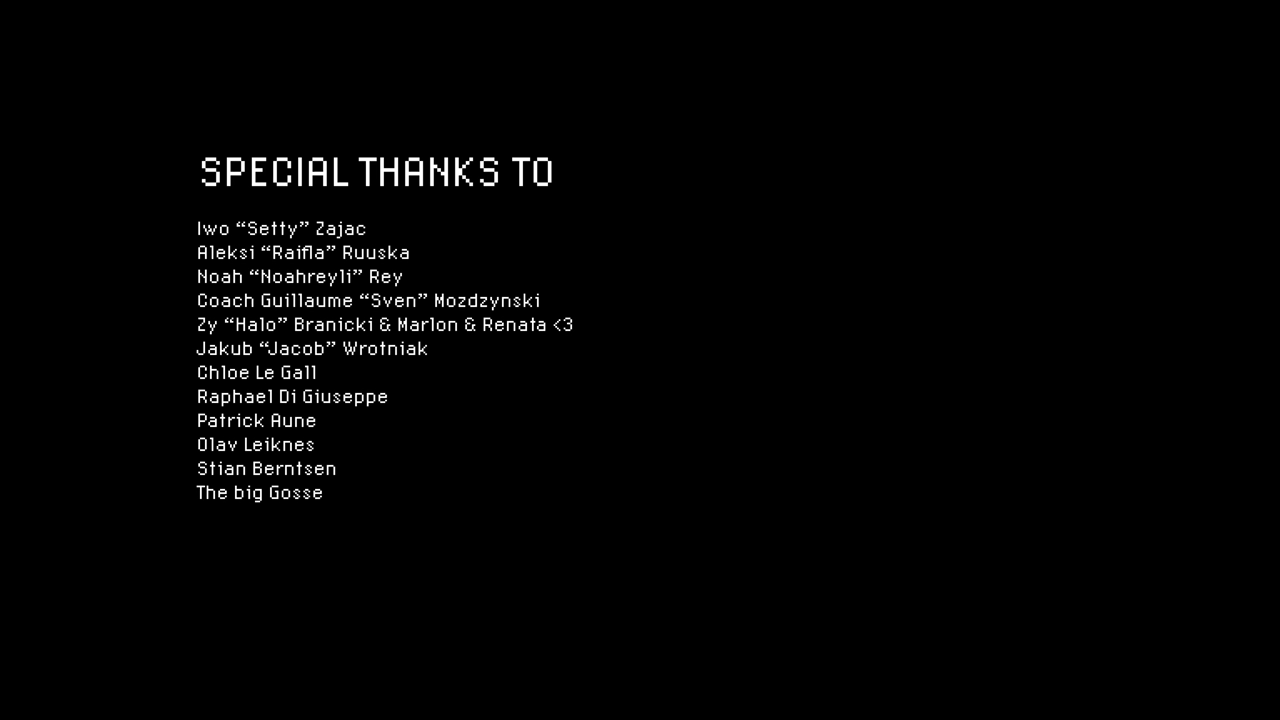 SPECIAL THANKS TO
Iwo “Setty” Zajac
Aleksi “Raifla” Ruuska
Noah “Noahreyli” Rey
Coach Guillaume “Sven” Mozdzynski
Zy “Halo” Branicki & Marlon & Renata <3
Jakub “Jacob” Wrotniak
Chloe Le Gall
Raphael Di Giuseppe
Patrick Aune
Olav Leiknes
Stian Berntsen
The big Gosse